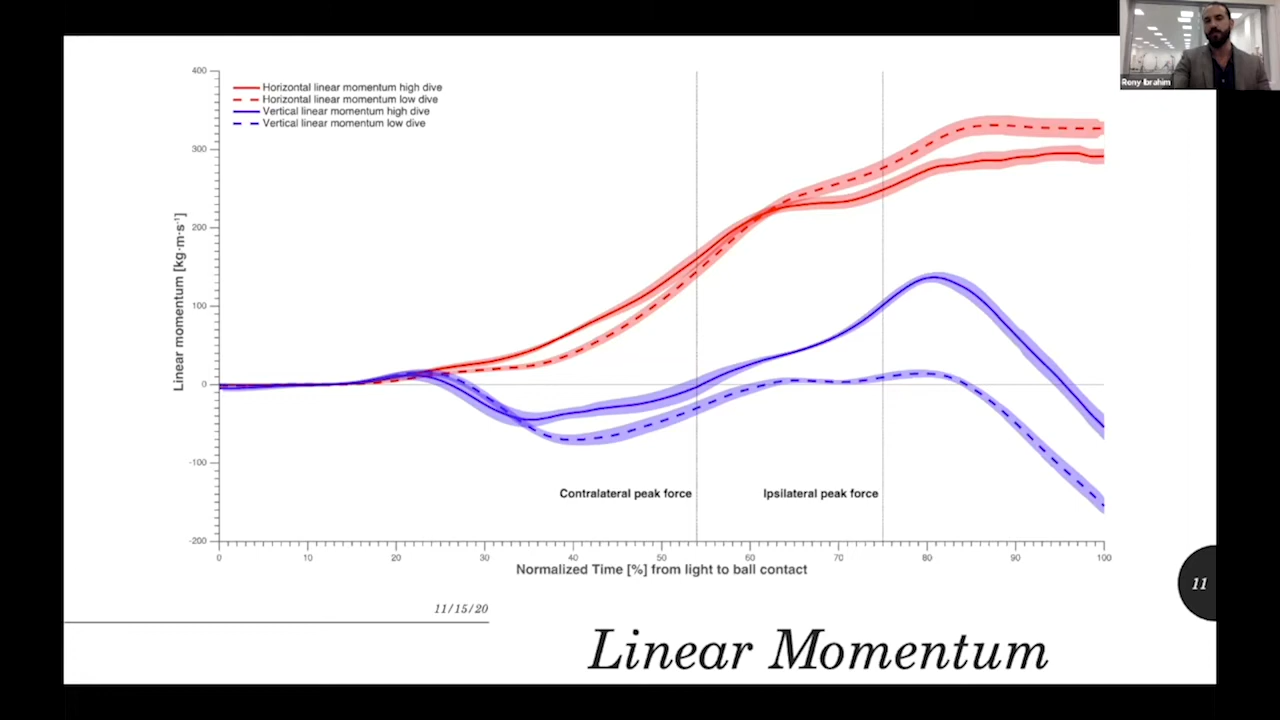 Reny Ibrahim
400
300
200
100
0
-100
-200
Linear momentum [kg·m·s⁻¹]
Horizontal linear momentum high dive
Horizontal linear momentum low dive
Vertical linear momentum high dive
Vertical linear momentum low dive
Contralateral peak force
Ipsilateral peak force
0 10 20 30 40 50 60 70 80 90 100
Normalized Time [%] from light to ball contact
11
11/15/20
Linear Momentum